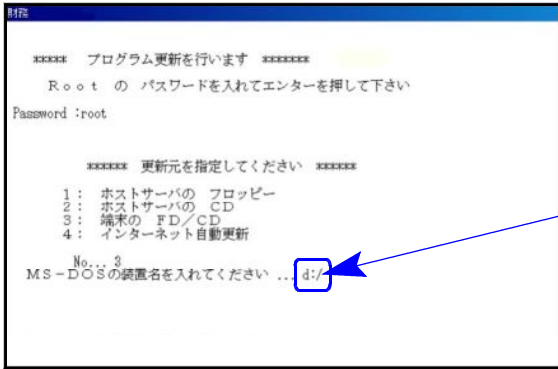 財務
***** プログラム更新を行います *******
Root の パスワードを入れてエンターを押して下さい
Password :root
****** 更新元を指定してください ******
1: ホストサーバの フロッピー
2: ホストサーバの CD
3: 端末の FD/CD
4: インターネット自動更新
No... 3
MS-DOSの装置名を入れてください ... d:/